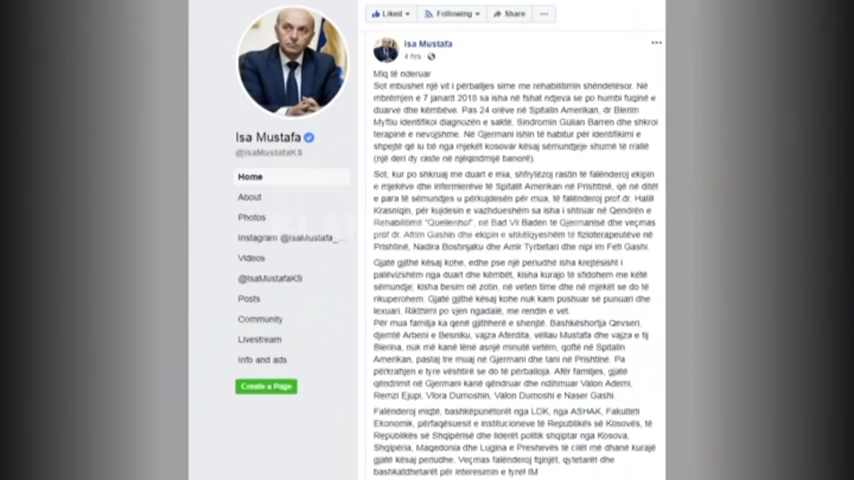 Liked
Following
Share
Isa Mustafa
@IsaMustafaKS
Home
About
Photos
Instagram @IsaMustafa_...
Videos
@IsaMustafaKS
Posts
Community
Livestream
Info and ads
Create a Page
Isa Mustafa
4 hrs
Miq të nderuar
Sot mbushet një vit i përballjes sime me rehabilitimin shëndetësor. Në
mbrëmjen e 7 janarit 2018 sa isha në fshat ndjeva se po humbi fuqinë e
duarve dhe këmbëve. Pas 24 orëve në Spitalin Amerikan, dr Blerim
Myftiu identifikoi diagnozën e saktë, Sindromin Gulian Barren dhe shkroi
terapinë e nevojshme. Në Gjermani ishin të habitur për identifikimi e
shpejtë që iu bë nga mjekët kosovar kësaj sëmundjeje shumë të rrallë
(një deri dy raste në njëqindmijë banorë).
Sot, kur po shkruaj me duart e mia, shfrytëzoj rastin të falënderoj ekipin
e mjekëve dhe infermierëve të Spitalit Amerikan në Prishtinë, që në ditët
e para të sëmundjes u përkujdesën për mua, të falënderoj prof.dr. Halili
Krasniqin, për kujdesin e vazhdueshëm sa isha i shtruar në Qendrën e
Rehabilitimit "Quellenhof", në Bad Vil Baden të Gjermanisë dhe veçmas
prof dr. Afrim Gashin dhe ekipin e shkëlqyeshëm të fizioterapeutëve në
Prishtinë, Nadira Boshnjaku dhe Amir Tyrbetari dhe nipi im Feti Gashi.
Gjatë gjithë kësaj kohe, edhe pse një periudhë isha krejtësisht i
palëvizshëm nga duart dhe këmbët, kisha kurajo të sfidohem me këtë
sëmundje; kisha besim në zotin, në veten time dhe në mjekët se do të
rikuperohem. Gjatë gjithë kësaj kohe nuk kam pushuar së punuari dhe
lexuari. Rikthimi po vjen ngadalë, me rendin e vet.
Për mua familja ka qenë gjithherë e shenjtë. Bashkëshortja Qevseri,
djemtë Arbeni e Besniku, vajza Aferdita, vëllau Mustafa dhe vajza e tij
Blerina, nuk më kanë lënë asnjë minutë vetëm, qoftë në Spitalin
Amerikan, pastaj tre muaj në Gjermani dhe tani në Prishtinë. Pa
përkrahjen e tyre vështirë se do të përballoja. Afër familjes, gjatë
qëndrimit në Gjermani kanë qëndruar dhe ndihmuar Valon Ademi,
Remzi Ejupi, Vlora Dumoshin, Valon Dumoshi e Naser Gashi.
Falënderoj miqtë, bashkëpunëtorët nga LDK, nga ASHAK, Fakulteti
Ekonomik, përfaqësuesit e institucioneve të Republikës së Kosovës, të
Republikës së Shqipërisë dhe liderët politik shqiptar nga Kosova,
Shqipëria, Maqedonia dhe Lugina e Preshevës të cilët më dhanë kurajë
gjatë kësaj periudhe. Veçmas falënderoj fqinjët, qytetarët dhe
bashkatdhetarët për interesimin e tyre! IM